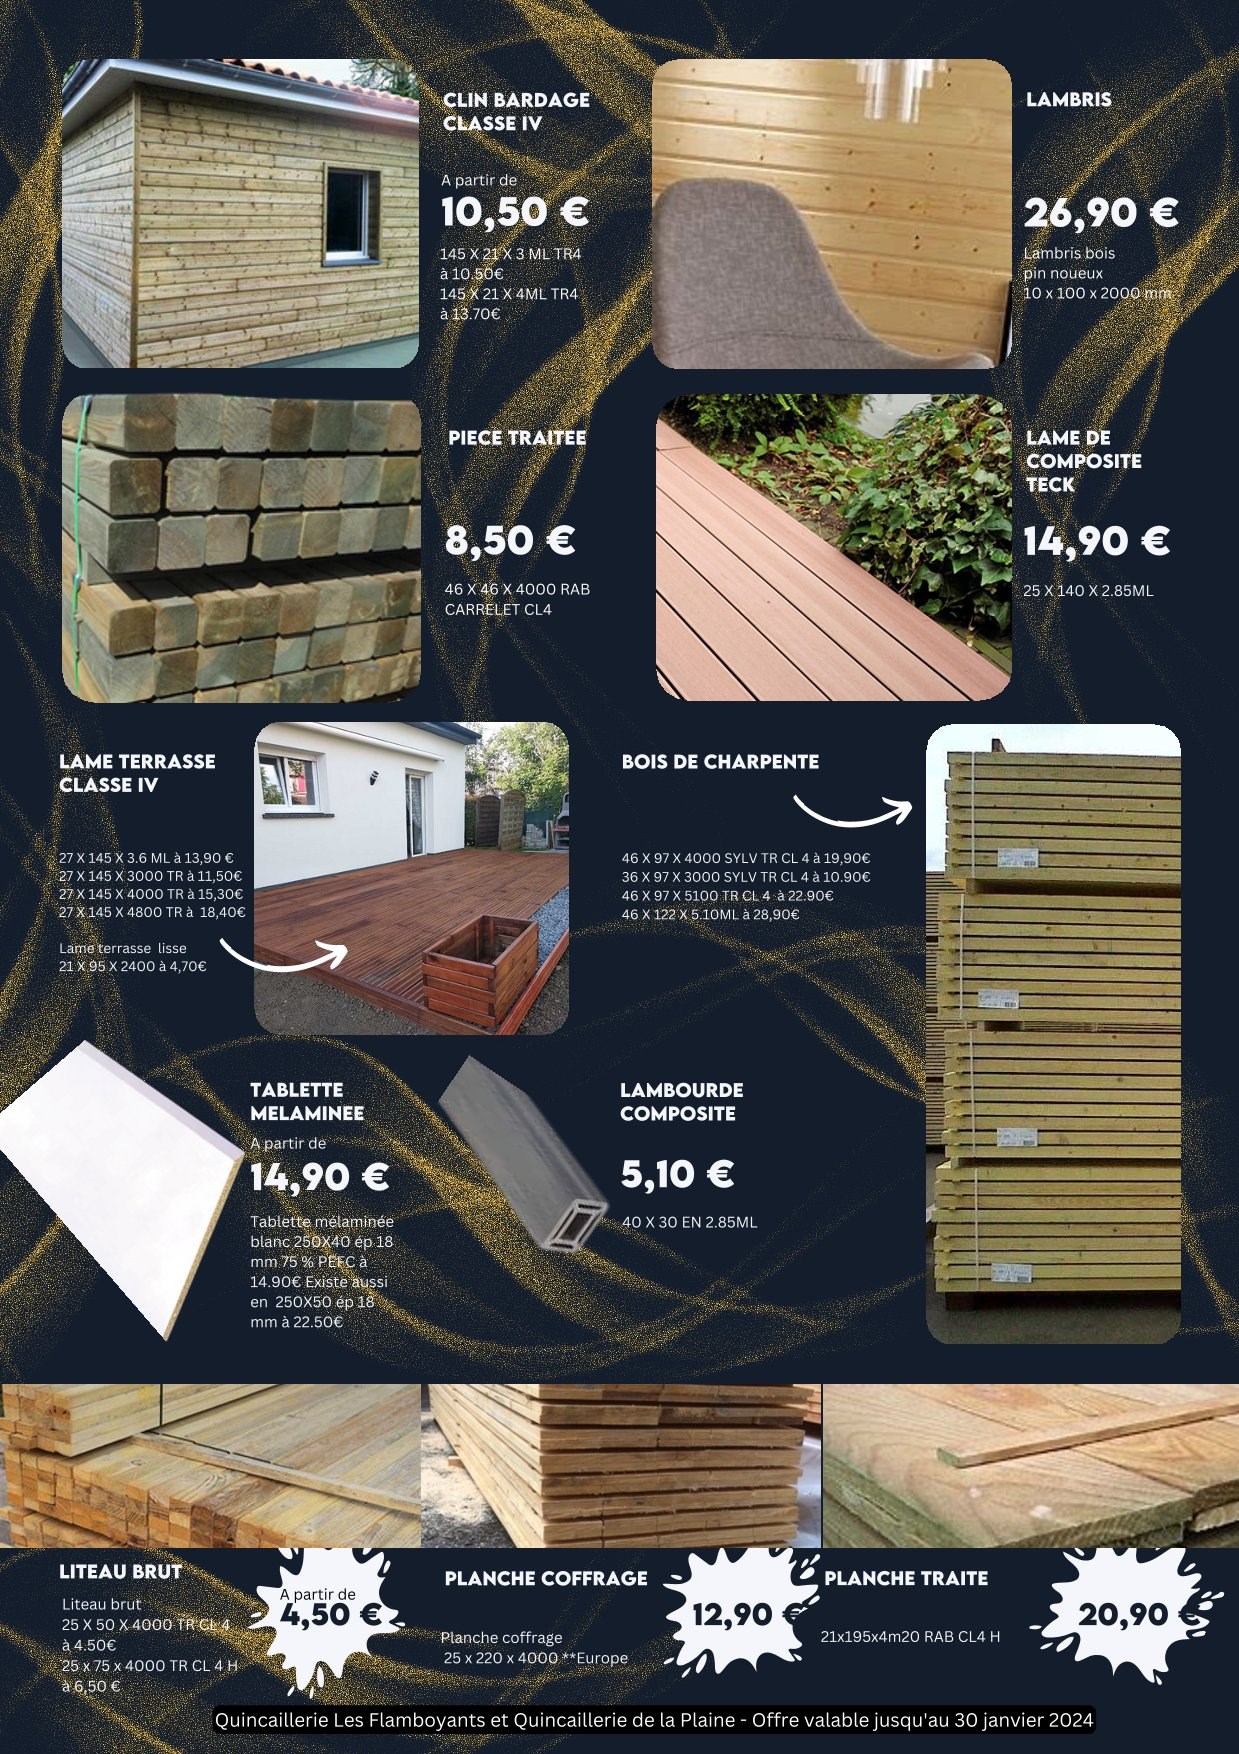 CLIN BARDAGE
CLASSE IV
A partir de
10,50 €
145 X 21 X 3 ML TR4
à 10.50€
145 X 21 X 4ML TR4
à 13.70€
LAMBRIS
26,90 €
Lambris bois
pin noueux
10 x 100 x 2000 mm
PIECE TRAITEE
8,50 €
46 X 46 X 4000 RAB
CARRELET CL4
LAME DE
COMPOSITE
TECK
14,90 €
25 X 140 X 2.85ML
LAME TERRASSE
CLASSE IV
27 X 145 X 3.6 ML à 13,90 €
27 X 145 X 3000 TR à 11,50€
27 X 145 X 4000 TR à 15,30€
27 X 145 X 4800 TR à 18,40€
Lame terrasse lisse
21 X 95 X 2400 à 4,70€
BOIS DE CHARPENTE
46 X 97 X 4000 SYLV TR CL 4 à 19,90€
36 X 97 X 3000 SYLV TR CL 4 à 10.90€
46 X 97 X 5100 TR CL 4 à 22.90€
46 X 122 X 5.10ML à 28,90€
TABLETTE
MELAMINEE
A partir de
14,90 €
Tablette mélaminée
blanc 250X40 ép 18
mm 75 % PEFC à
14.90€ Existe aussi
en 250X50 ép 18
mm à 22.50€
LAMBOURDE
COMPOSITE
5,10 €
40 X 30 EN 2.85ML
LITEAU BRUT
Liteau brut
25 X 50 X 4000 TR CL 4
à 4.50€
25 x 75 x 4000 TR CL 4 H
à 6,50 €
A partir de
4,50 €
PLANCHE COFFRAGE
Planche coffrage
25 x 220 x 4000 **Europe
12,90 €
PLANCHE TRAITE
21x195x4m20 RAB CL4 H
20,90 €
Quincaillerie Les Flamboyants et Quincaillerie de la Plaine - Offre valable jusqu'au 30 janvier 2024